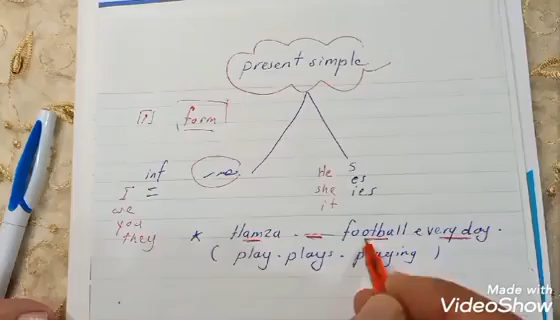 present simple
[1] form
inf
I =
we
you
they
He
she
it
s
es
ies
* Hamza . --- football every day.
( play - plays - playing )
Made with
VideoShow